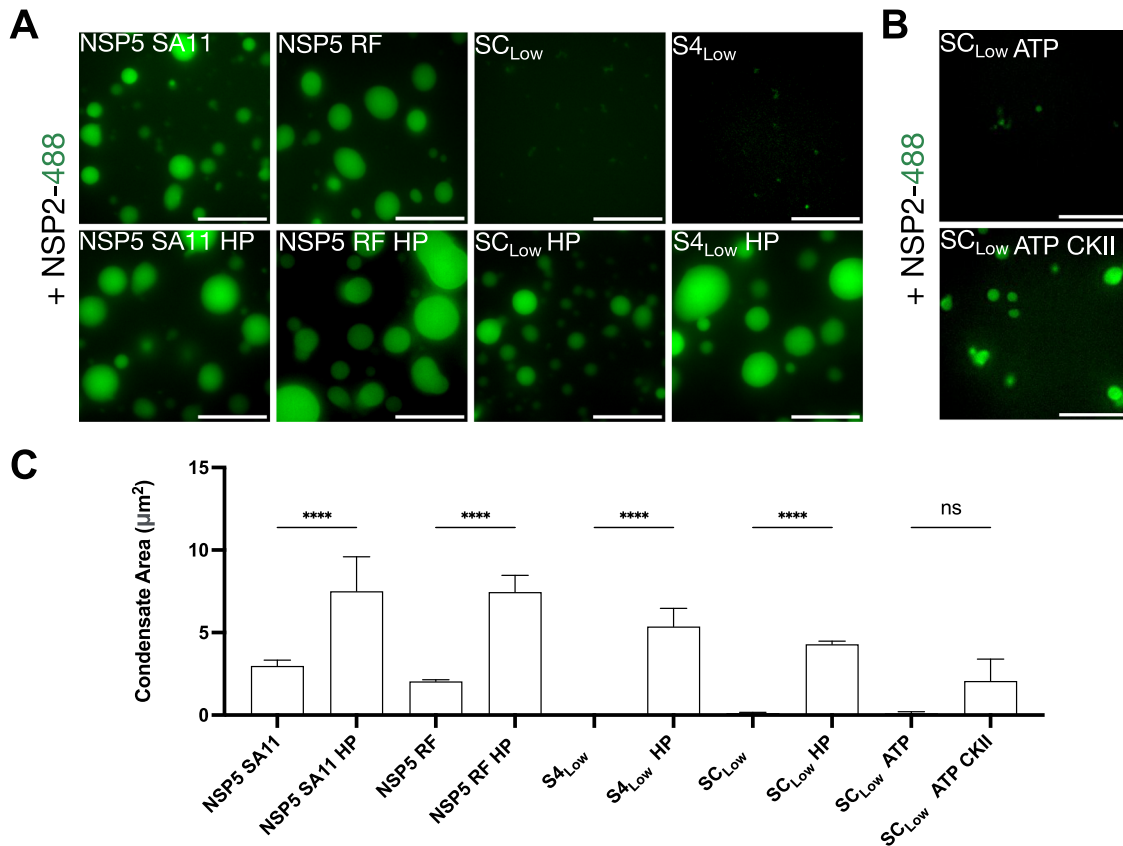 A
B
+ NSP2-488
NSP5 SA11
NSP5 RF
SCLow
S4Low
NSP5 SA11 HP
NSP5 RF HP
SCLow HP
S4Low HP
+ NSP2-488
SCLow ATP
SCLow ATP CKII
C
Condensate Area (µm²)
15
10
5
0
****
****
****
****
ns
NSP5 SA11
NSP5 SA11 HP
NSP5 RF
NSP5 RF HP
S4Low
S4Low HP
SCLow
SCLow HP
SCLow ATP
SCLow ATP CKII